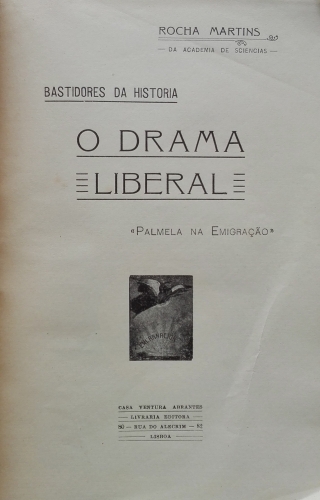 ROCHA MARTINS
— DA ACADEMIA DE SCIENCIAS —
BASTIDORES DA HISTORIA
O DRAMA
LIBERAL
«PALMELA NA EMIGRAÇÃO»
CASA VENTURA ABRANTES
LIVRARIA EDITORA
80 — RUA DO ALECRIM — 82
LISBOA